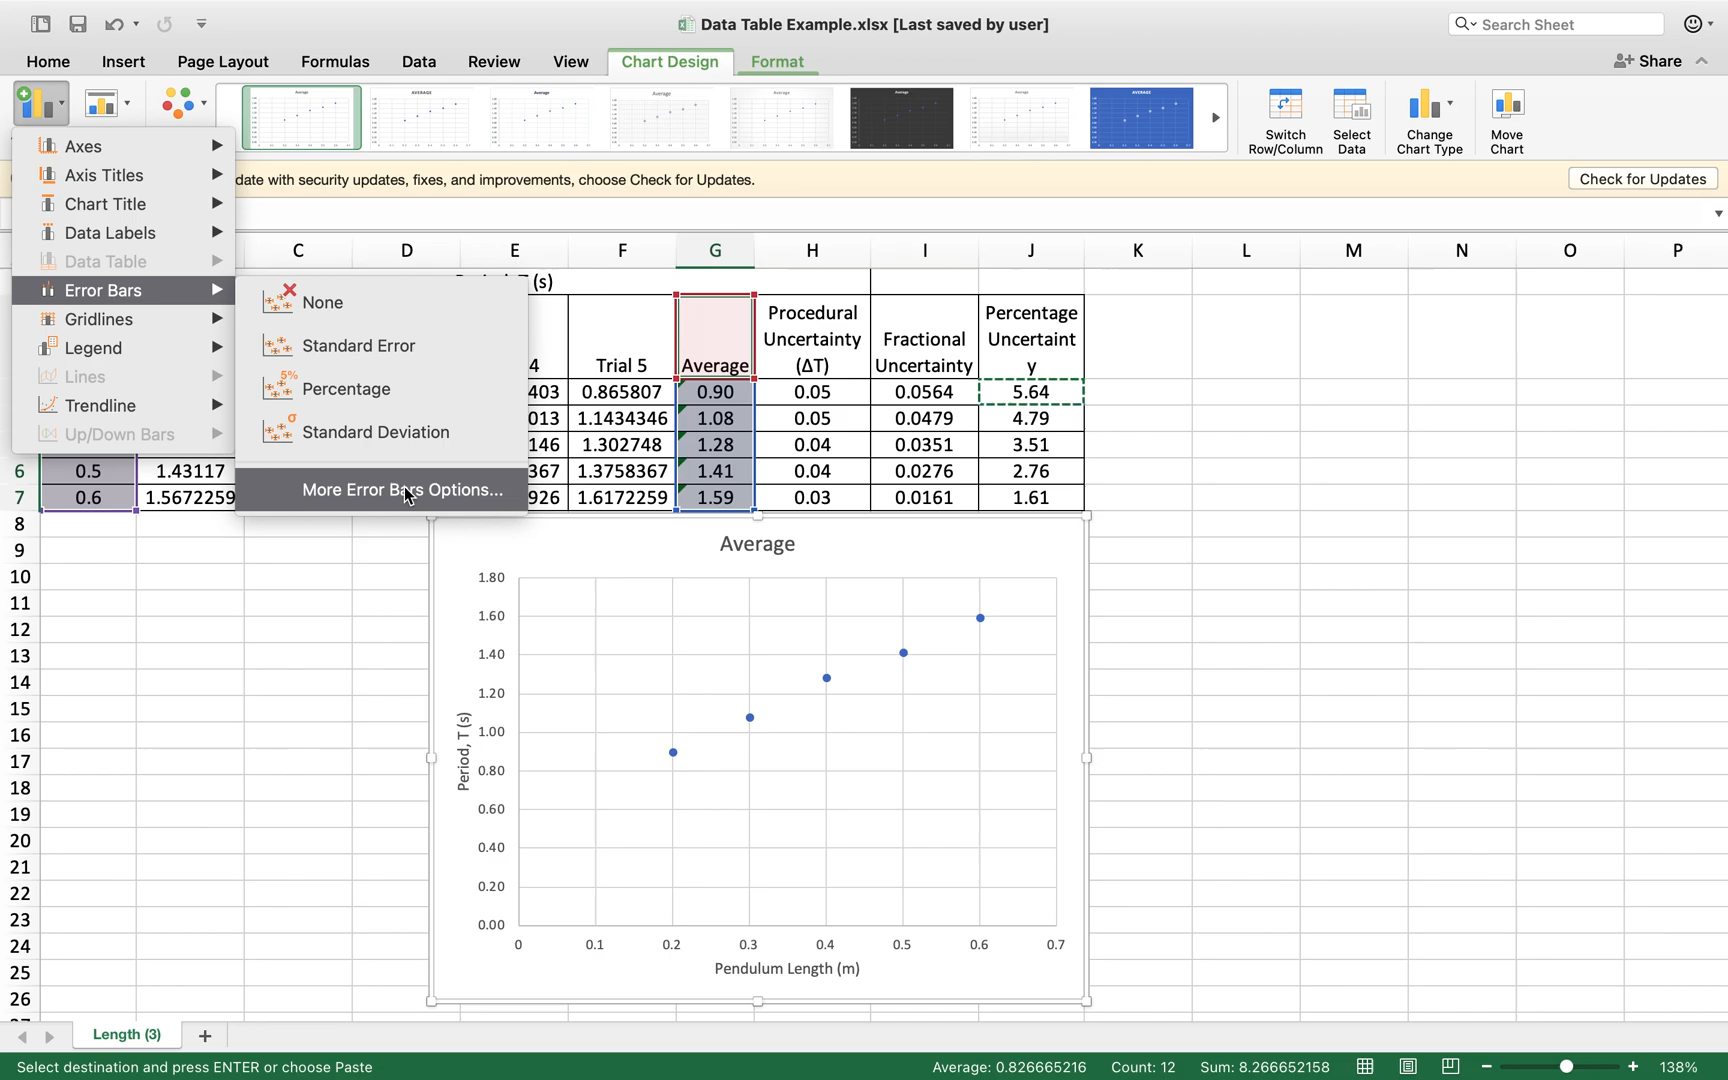 Data Table Example.xlsx [Last saved by user]
Search Sheet
Home Insert Page Layout Formulas Data Review View Chart Design Format
Share
Switch Row/Column
Select Data
Change Chart Type
Move Chart
date with security updates, fixes, and improvements, choose Check for Updates.
Check for Updates
Axes
Axis Titles
Chart Title
Data Labels
Data Table
Error Bars
Gridlines
Legend
Lines
Trendline
Up/Down Bars
None
Standard Error
5%
Percentage
σ
Standard Deviation
More Error Bars Options...
C D E F G H I J K L M N O P
(s)
4 Trial 5 Average Procedural Uncertainty (ΔT) Fractional Uncertainty Percentage Uncertainty
403 0.865807 0.90 0.05 0.0564 5.64
013 1.1434346 1.08 0.05 0.0479 4.79
146 1.302748 1.28 0.04 0.0351 3.51
6 0.5 1.43117 367 1.3758367 1.41 0.04 0.0276 2.76
7 0.6 1.5672259 926 1.6172259 1.59 0.03 0.0161 1.61
8
9
10
11
12
13
14
15
16
17
18
19
20
21
22
23
24
25
26
Average
1.80
1.60
1.40
1.20
1.00
0.80
0.60
0.40
0.20
0.00
Period, T (s)
0 0.1 0.2 0.3 0.4 0.5 0.6 0.7
Pendulum Length (m)
Length (3)
Select destination and press ENTER or choose Paste
Average: 0.826665216 Count: 12 Sum: 8.266652158
138%